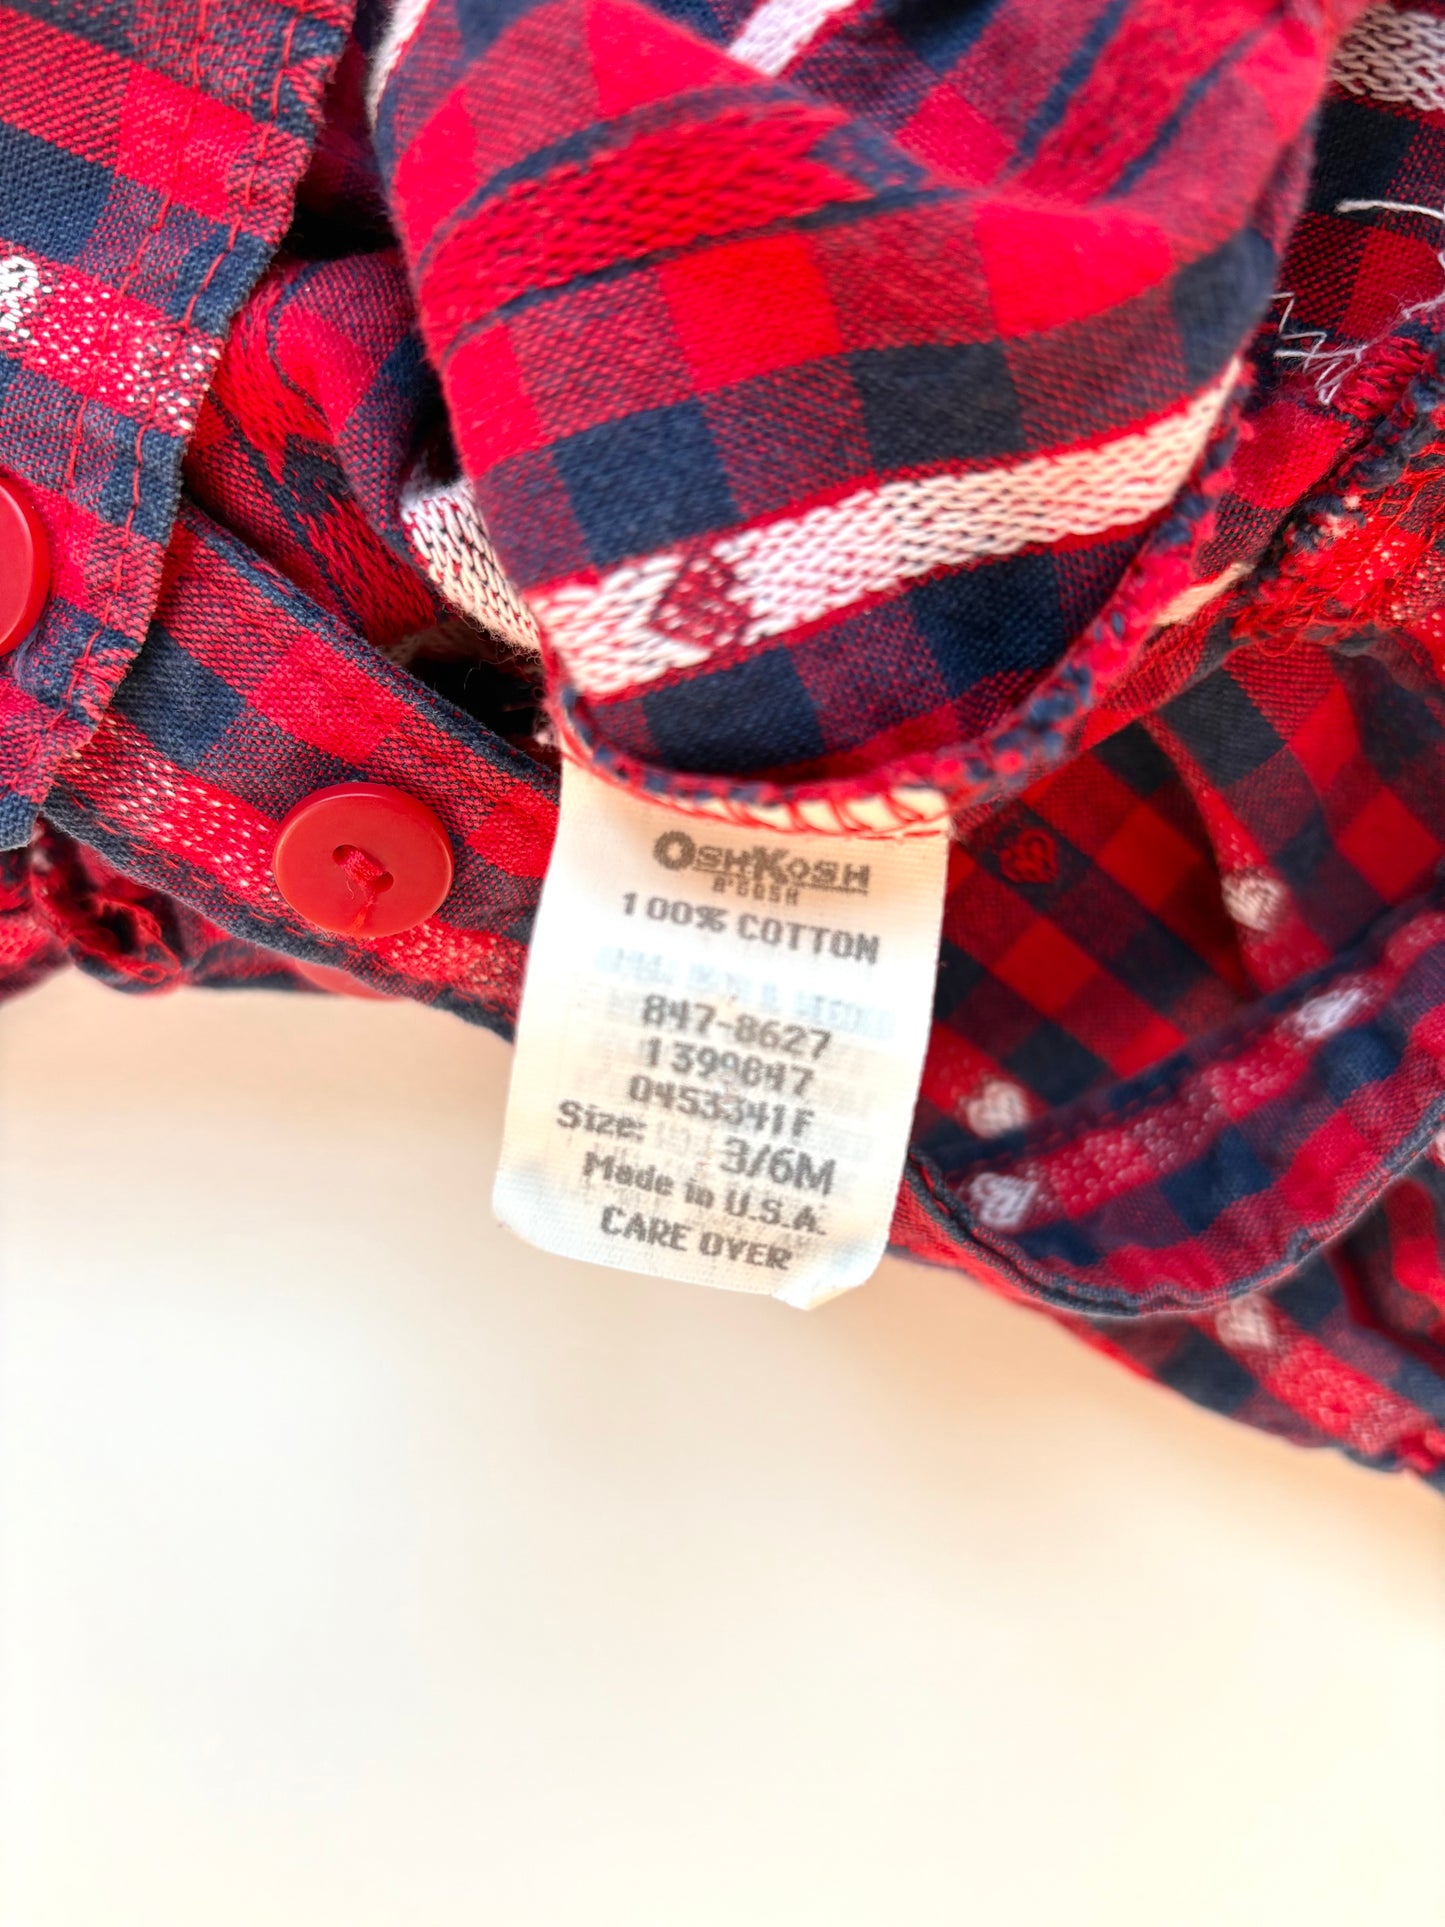 OshKosh
B'GOSH
100% COTTON
847-8627
1399847
0453341F
Size: 3/6M
Made in U.S.A.
CARE OVER